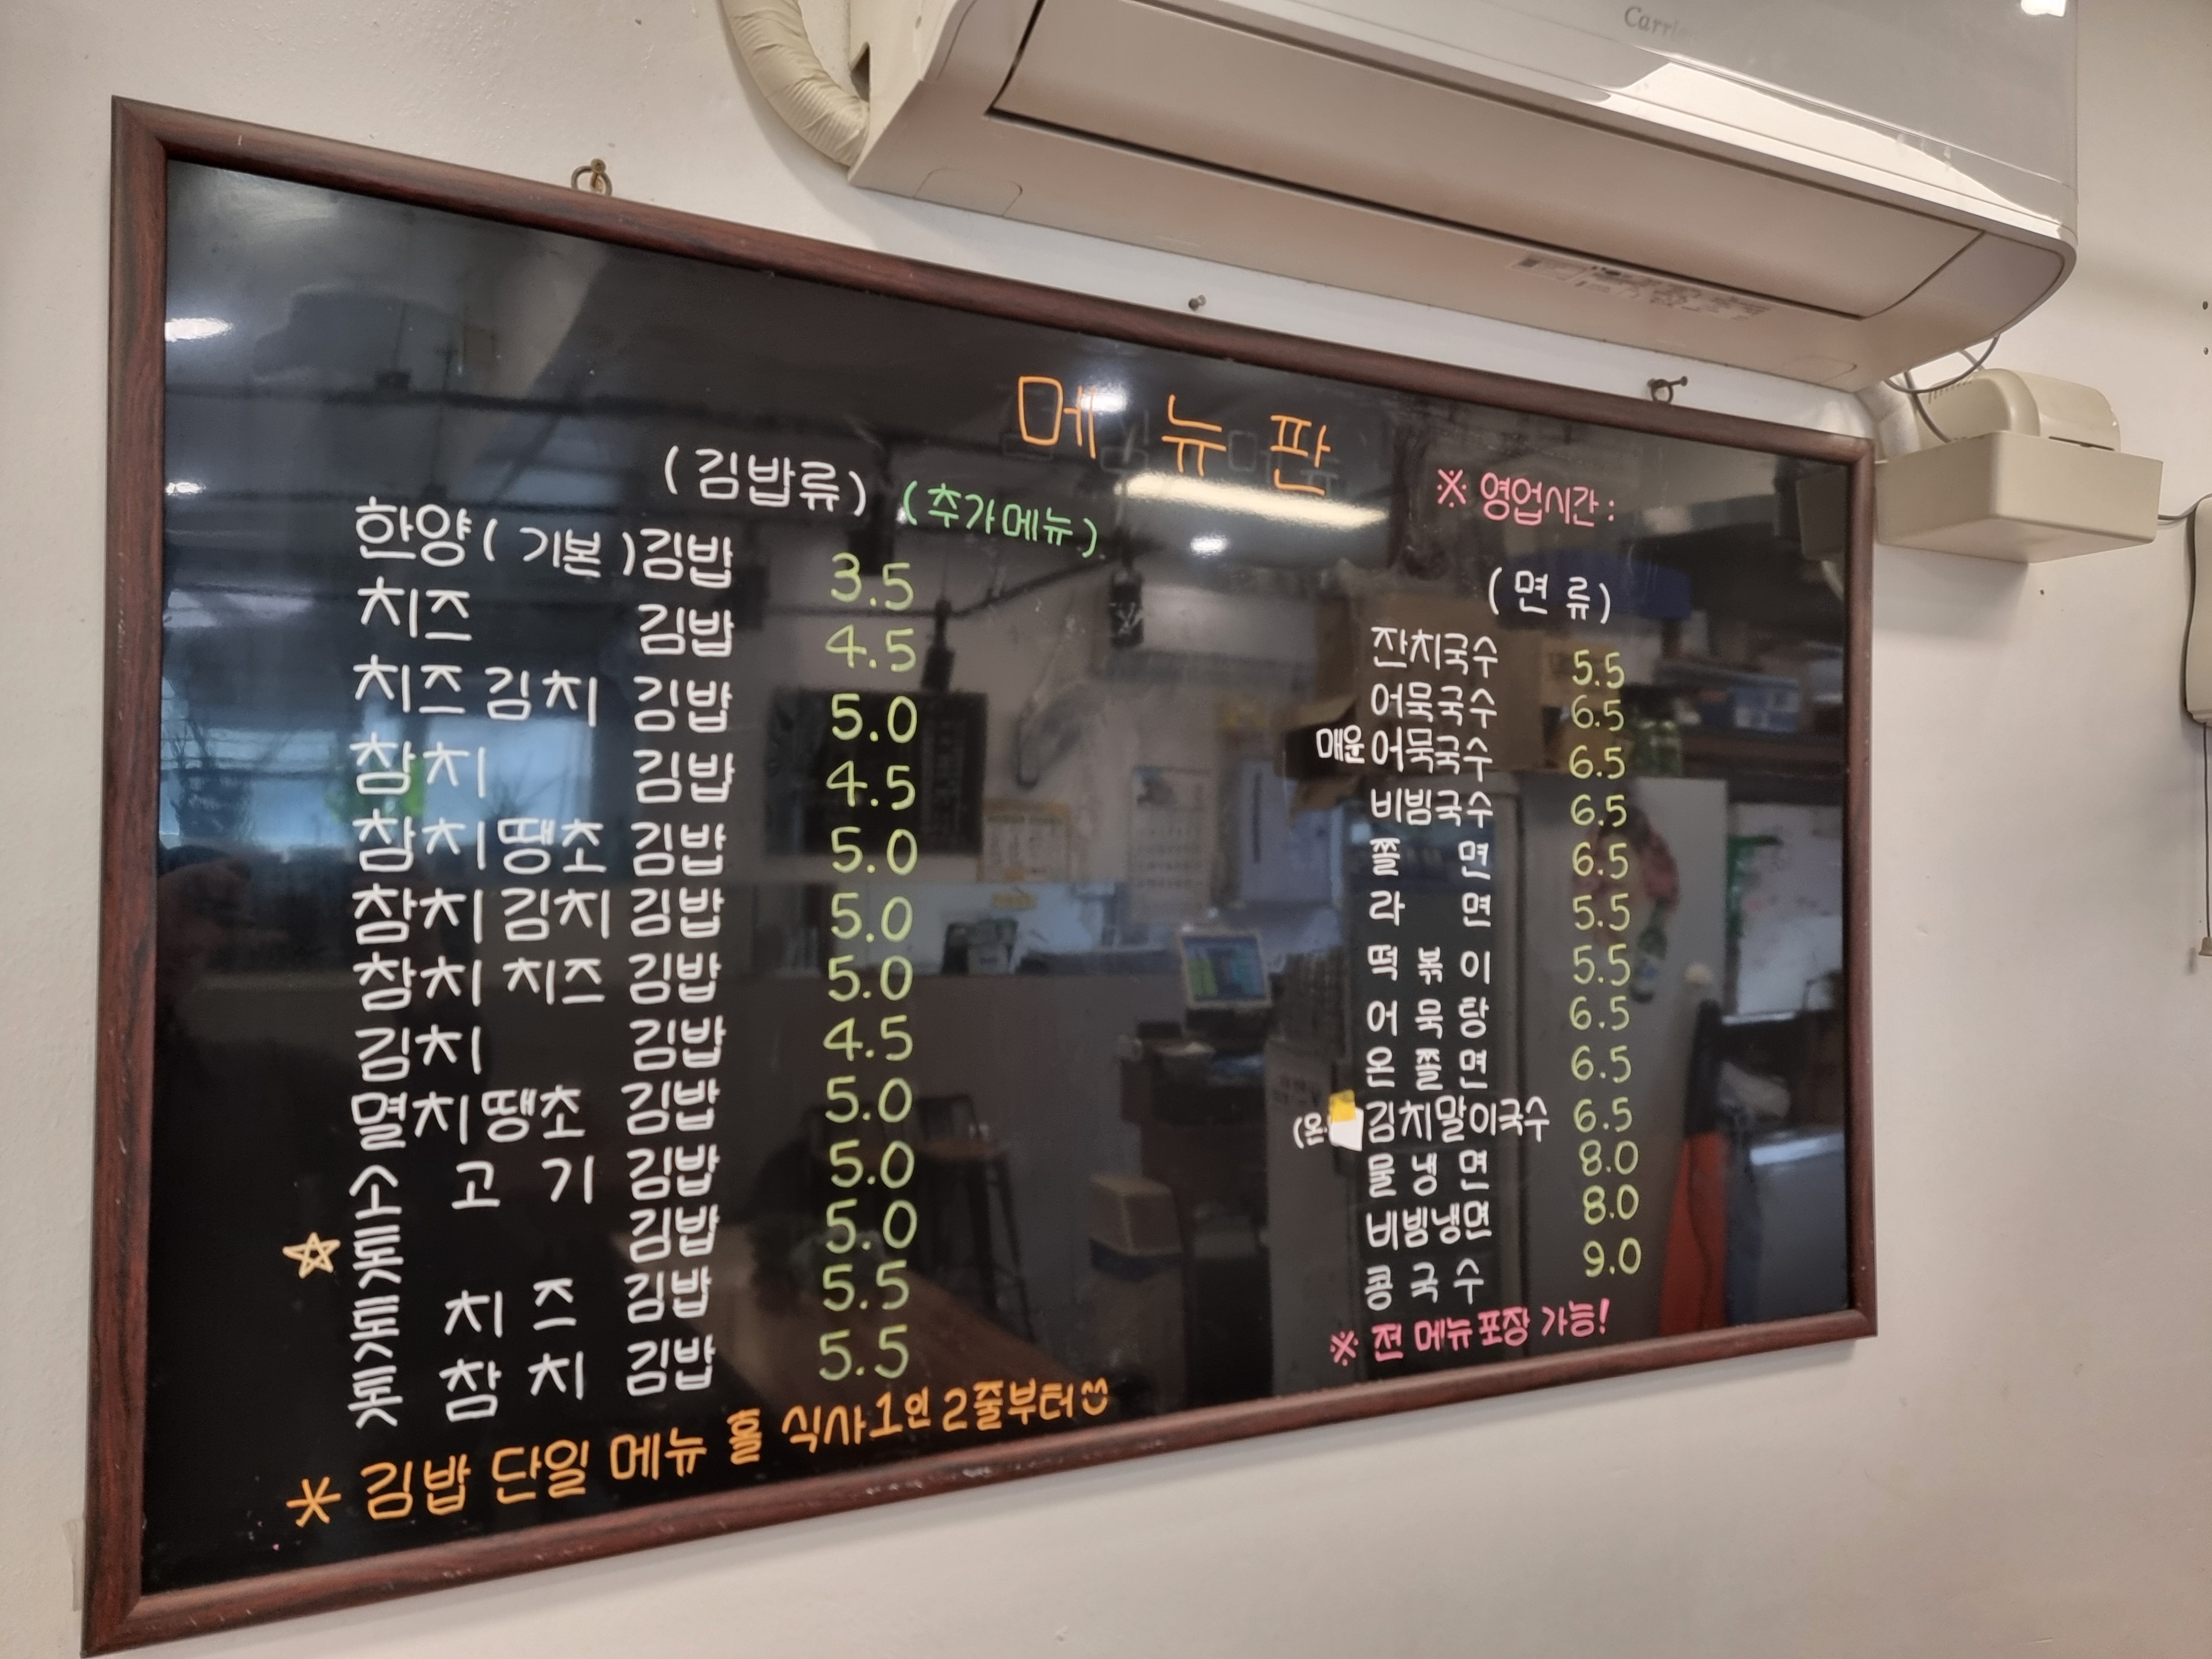 메뉴판
(김밥류) (추가메뉴)
한양(기본)김밥 3.5
치즈 김밥 4.5
치즈김치 김밥 5.0
참치 김밥 4.5
참치땡초 김밥 5.0
참치김치 김밥 5.0
참치치즈 김밥 5.0
김치 김밥 4.5
멸치땡초 김밥 5.0
소고기 김밥 5.0
☆ 톳 김밥 5.0
톳 치즈 김밥 5.5
톳 참치 김밥 5.5
* 김밥 단일 메뉴 홀 식사 1인 2줄부터
※ 영업시간:
(면류)
잔치국수 5.5
어묵국수 6.5
매운 어묵국수 6.5
비빔국수 6.5
쫄면 6.5
라면 5.5
떡볶이 5.5
어묵탕 6.5
온쫄면 6.5
(온 김치말이국수 6.5
물냉면 8.0
비빔냉면 8.0
콩국수 9.0
※ 전 메뉴 포장 가능!